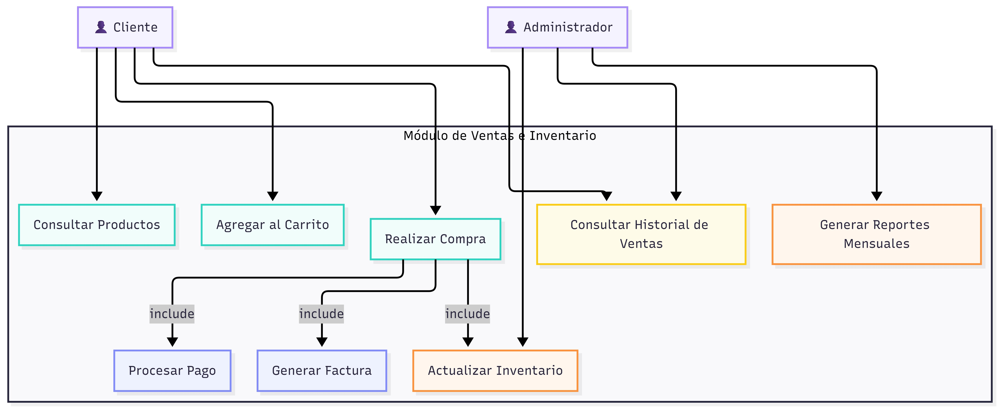 Cliente
Administrador
Módulo de Ventas e Inventario
Consultar Productos
Agregar al Carrito
Realizar Compra
Consultar Historial de
Ventas
Generar Reportes
Mensuales
include
include
include
Procesar Pago
Generar Factura
Actualizar Inventario